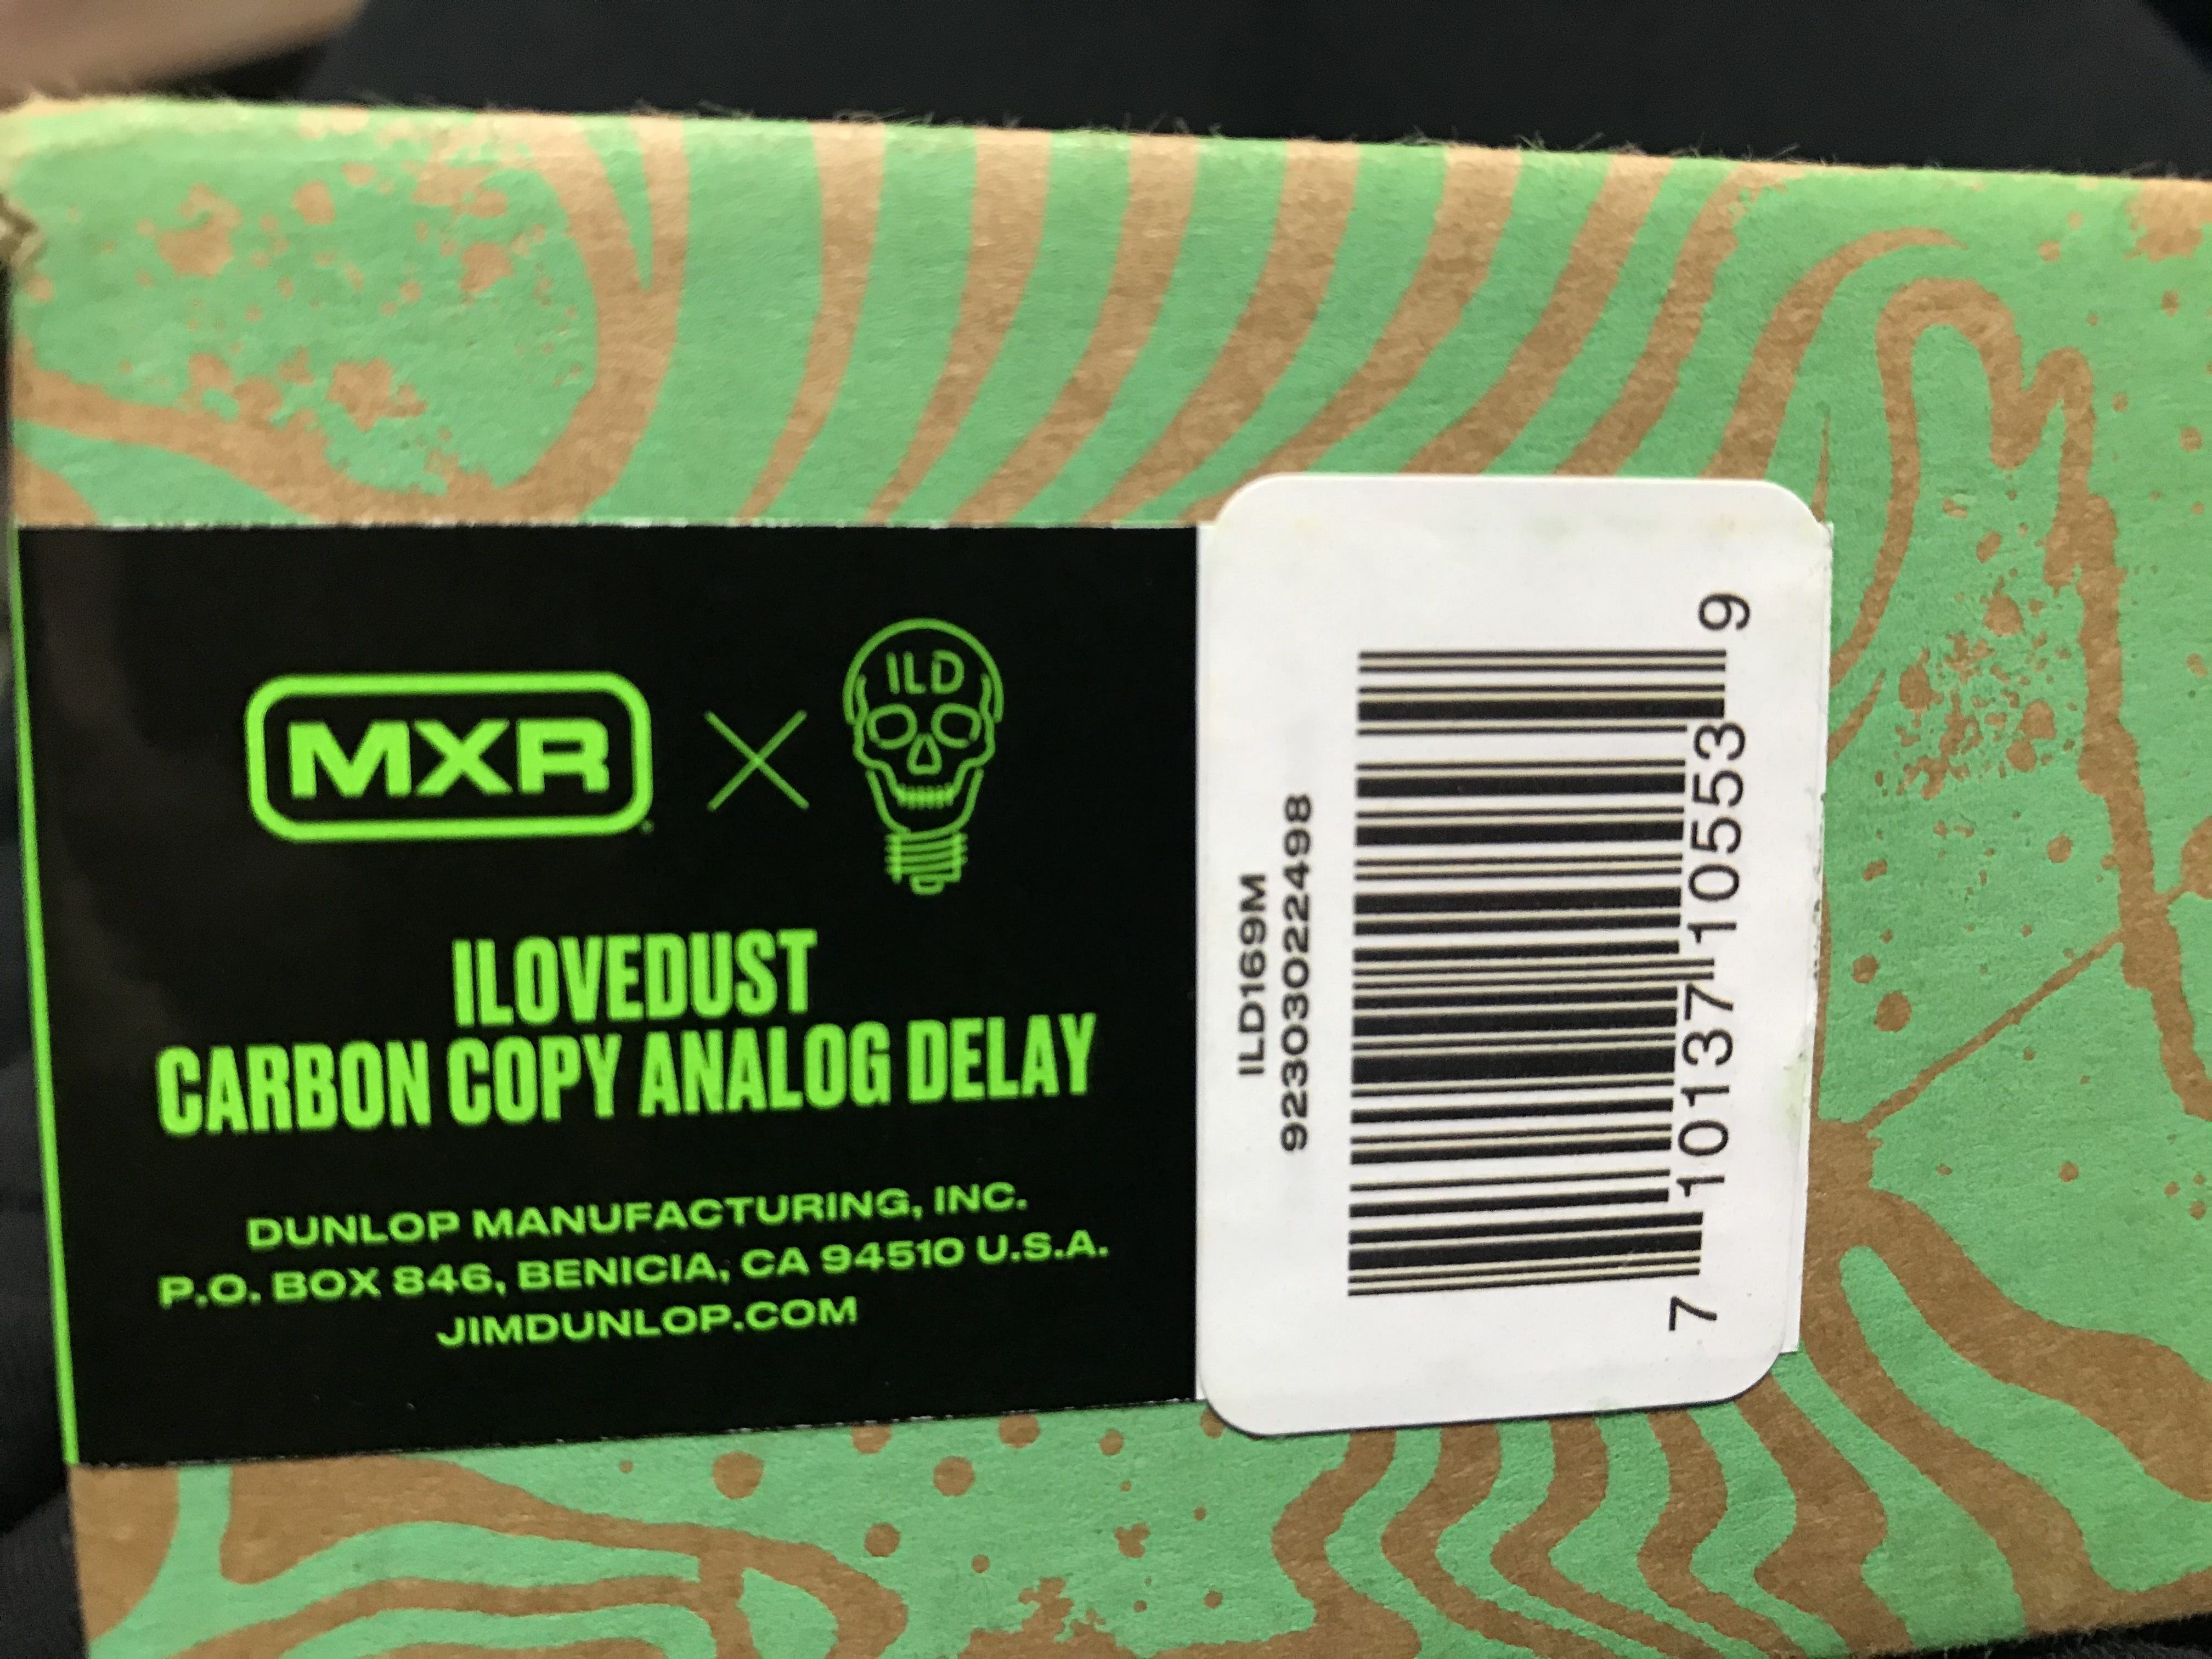 MXR
ILD
ILOVEDUST
CARBON COPY ANALOG DELAY
DUNLOP MANUFACTURING, INC.
P.O. BOX 846, BENICIA, CA 94510 U.S.A.
JIMDUNLOP.COM
ILD169M
92303022498
7 10137 10553 9